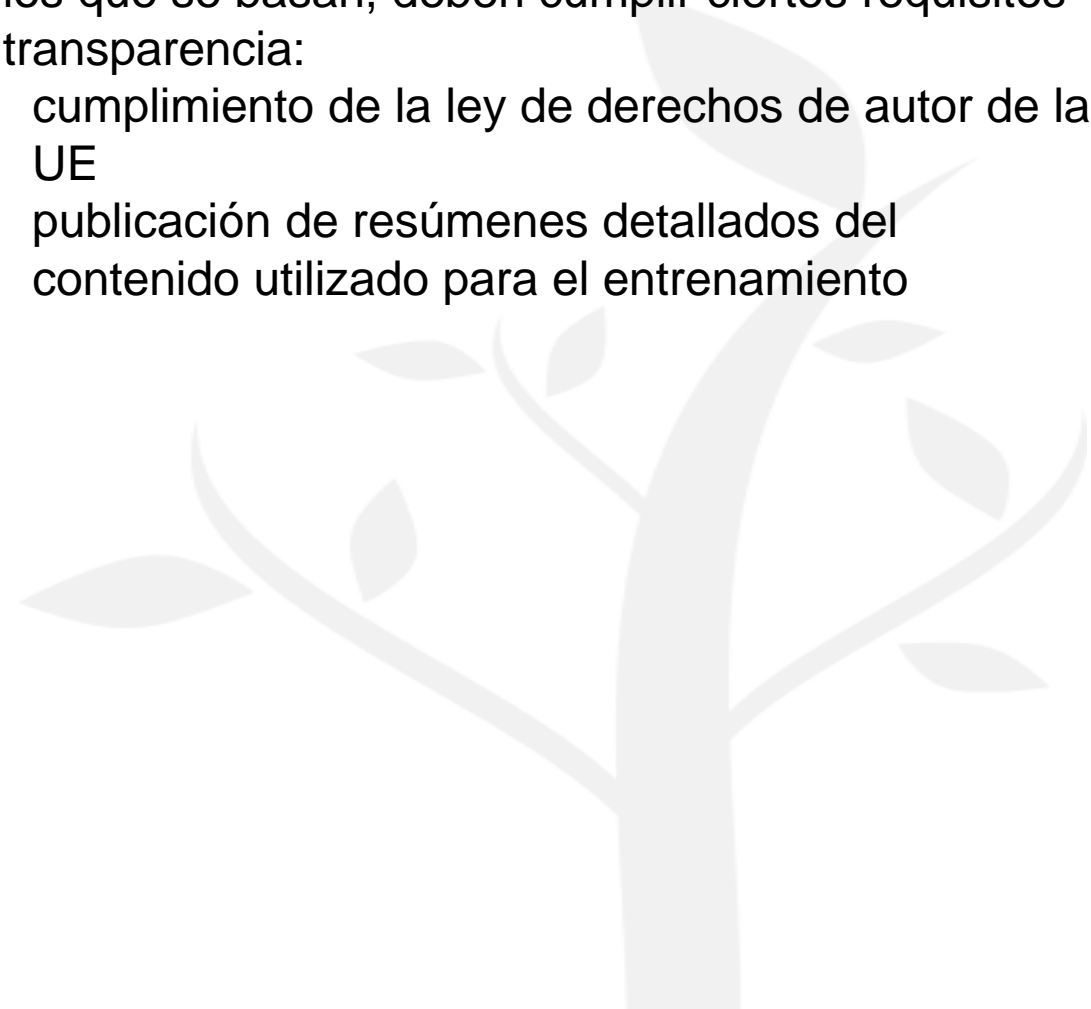 los que se basan, deben cumplir ciertos requisitos
transparencia:
cumplimiento de la ley de derechos de autor de la
UE
publicación de resúmenes detallados del
contenido utilizado para el entrenamiento